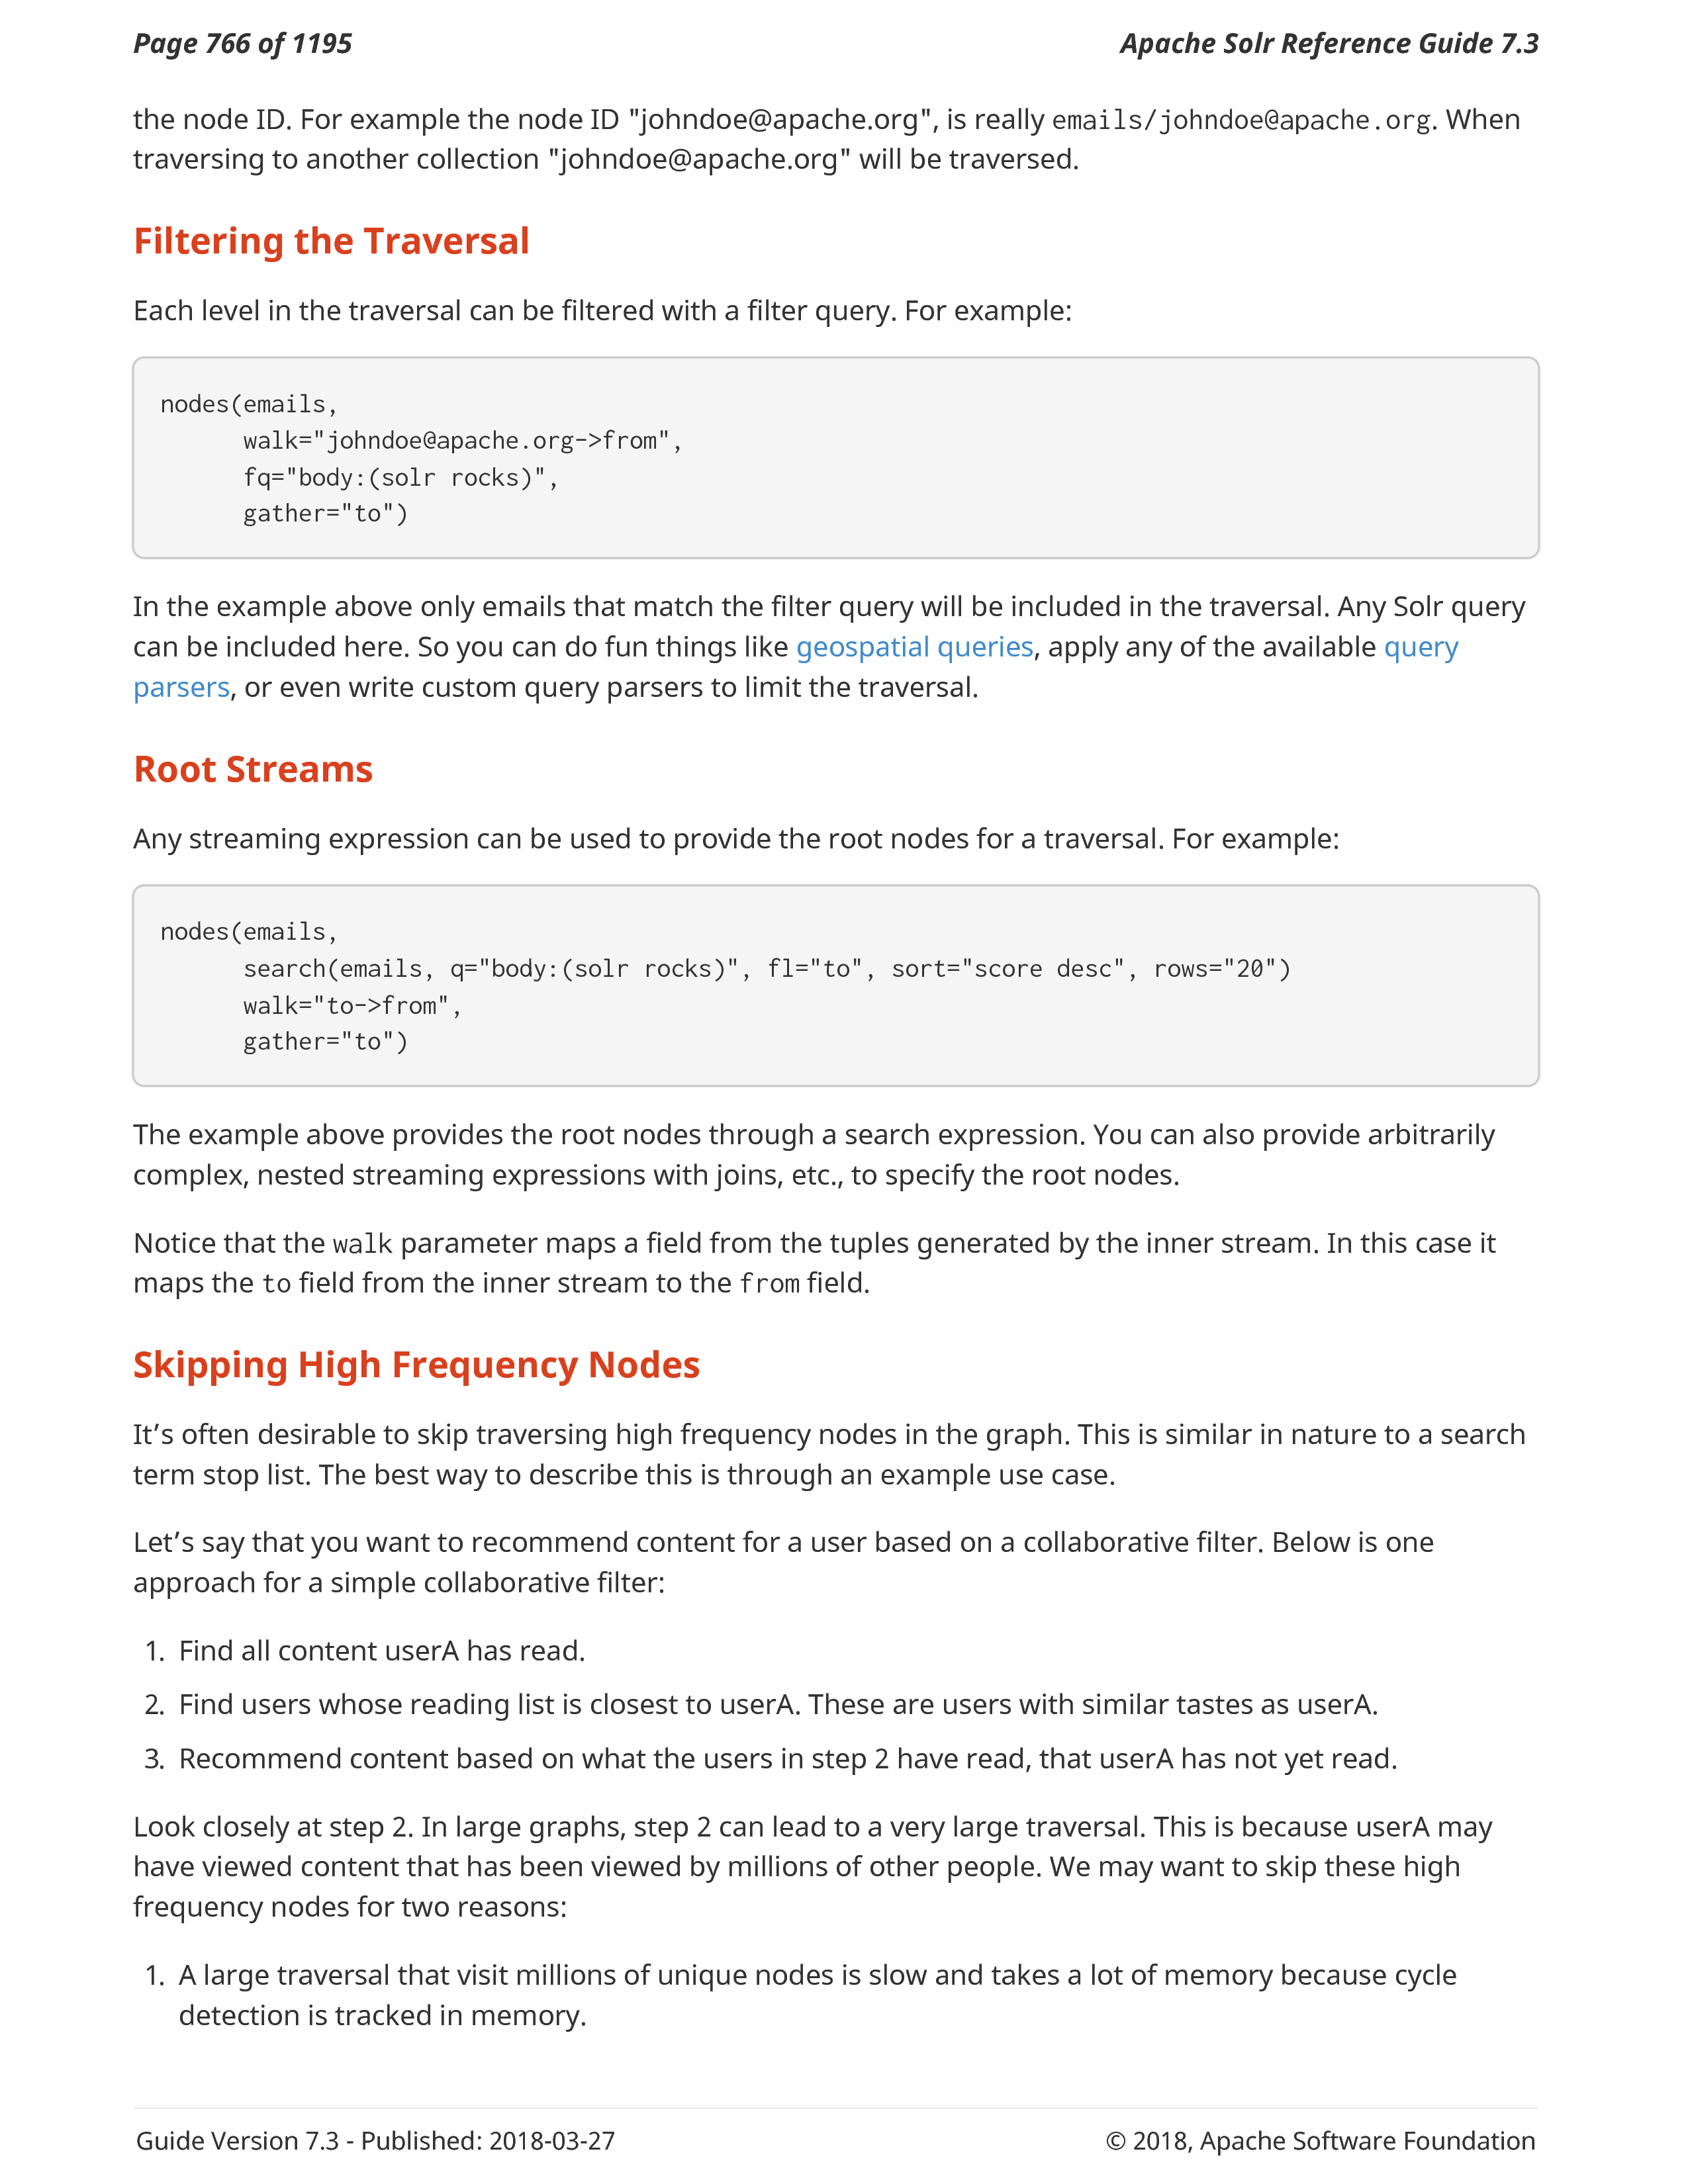 Page 766 of 1195
Apache Solr Reference Guide 7.3
the node ID. For example the node ID "johndoe@apache.org", is really emails/johndoe@apache.org. When
traversing to another collection "johndoe@apache.org" will be traversed.
Filtering the Traversal
Each level in the traversal can be filtered with a filter query. For example:
nodes(emails,
      walk="johndoe@apache.org->from",
      fq="body:(solr rocks)",
      gather="to")
In the example above only emails that match the filter query will be included in the traversal. Any Solr query
can be included here. So you can do fun things like geospatial queries, apply any of the available query
parsers, or even write custom query parsers to limit the traversal.
Root Streams
Any streaming expression can be used to provide the root nodes for a traversal. For example:
nodes(emails,
      search(emails, q="body:(solr rocks)", fl="to", sort="score desc", rows="20")
      walk="to->from",
      gather="to")
The example above provides the root nodes through a search expression. You can also provide arbitrarily
complex, nested streaming expressions with joins, etc., to specify the root nodes.
Notice that the walk parameter maps a field from the tuples generated by the inner stream. In this case it
maps the to field from the inner stream to the from field.
Skipping High Frequency Nodes
It’s often desirable to skip traversing high frequency nodes in the graph. This is similar in nature to a search
term stop list. The best way to describe this is through an example use case.
Let’s say that you want to recommend content for a user based on a collaborative filter. Below is one
approach for a simple collaborative filter:
1. Find all content userA has read.
2. Find users whose reading list is closest to userA. These are users with similar tastes as userA.
3. Recommend content based on what the users in step 2 have read, that userA has not yet read.
Look closely at step 2. In large graphs, step 2 can lead to a very large traversal. This is because userA may
have viewed content that has been viewed by millions of other people. We may want to skip these high
frequency nodes for two reasons:
1. A large traversal that visit millions of unique nodes is slow and takes a lot of memory because cycle
detection is tracked in memory.
Guide Version 7.3 - Published: 2018-03-27
© 2018, Apache Software Foundation